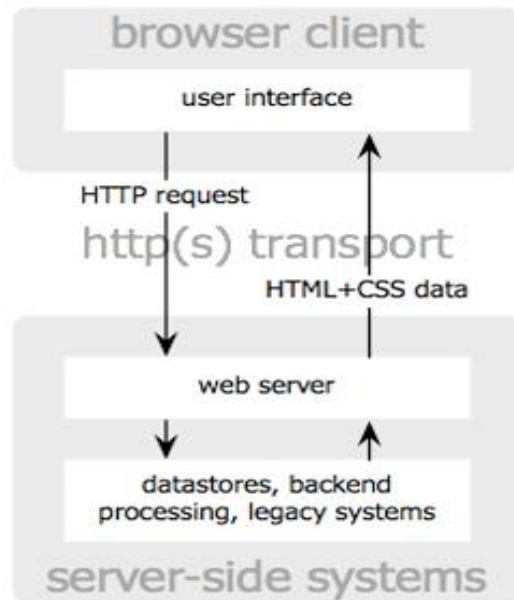 browser client
user interface
HTTP request
http(s) transport
HTML+CSS data
web server
datastores, backend
processing, legacy systems
server-side systems